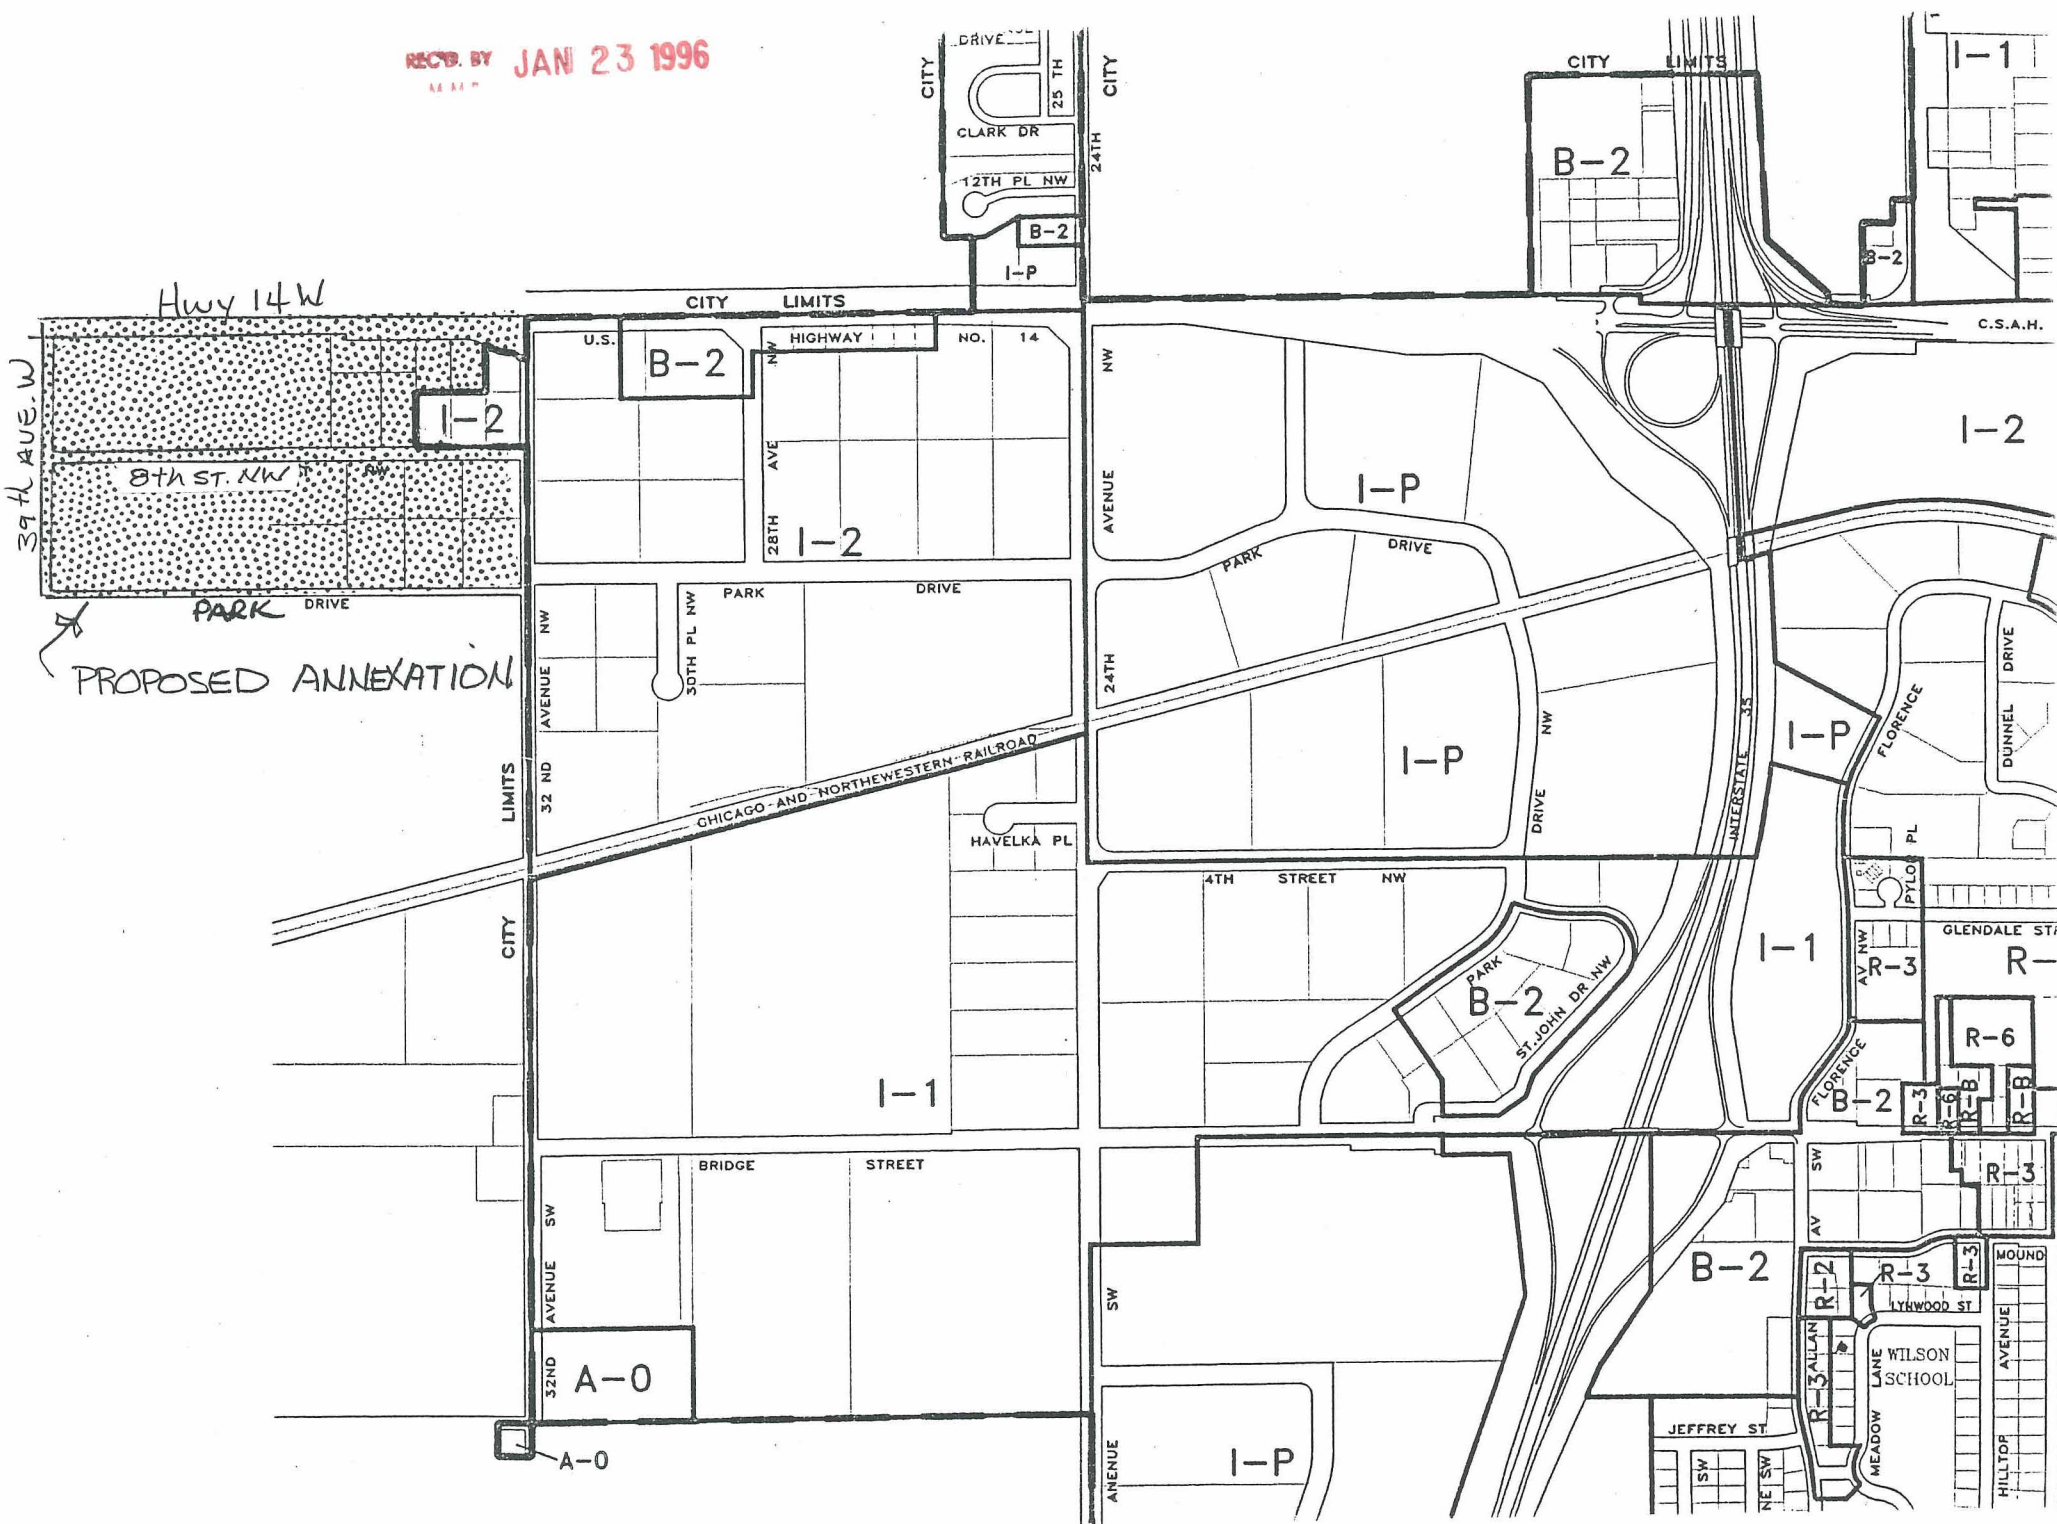 REC'D. BY JAN 23 1996
CITY
DRIVE
25 TH
CITY
CLARK DR
24TH
12TH PL NW
B-2
I-P
CITY LIMITS
B-2
I-1
B-2
Hwy 14 W
CITY LIMITS
U.S. HIGHWAY NO. 14
C.S.A.H.
B-2
NW
NW
I-2
I-2
39th AVE. W
8th ST. NW
NW
AVE
28TH
I-2
AVENUE
I-P
PARK DRIVE
PARK DRIVE
PARK DRIVE
PROPOSED ANNEXATION
NW
AVENUE
32 ND
30TH PL NW
24TH
NW
DRIVE
INTERSTATE 35
I-P
I-P
FLORENCE
DUNNEL DRIVE
LIMITS
CITY
CHICAGO AND NORTHEWESTERN RAILROAD
HAVELKA PL
4TH STREET NW
PYLON PL
GLENDALE
I-1
AV NW
R-3
R-
PARK
B-2
ST. JOHN DR NW
R-6
I-1
FLORENCE
B-2
R-3
R-6
R-B
R-B
BRIDGE STREET
SW
AVENUE
32ND
SW
AV
R-3
B-2
R-2
R-3
R-3
MOUND
LYNWOOD ST
SW
A-O
R-3
ALLAN
MEADOW LANE
WILSON
SCHOOL
HILLTOP AVENUE
JEFFREY ST
A-O
ANENUE
I-P
SW
NE SW